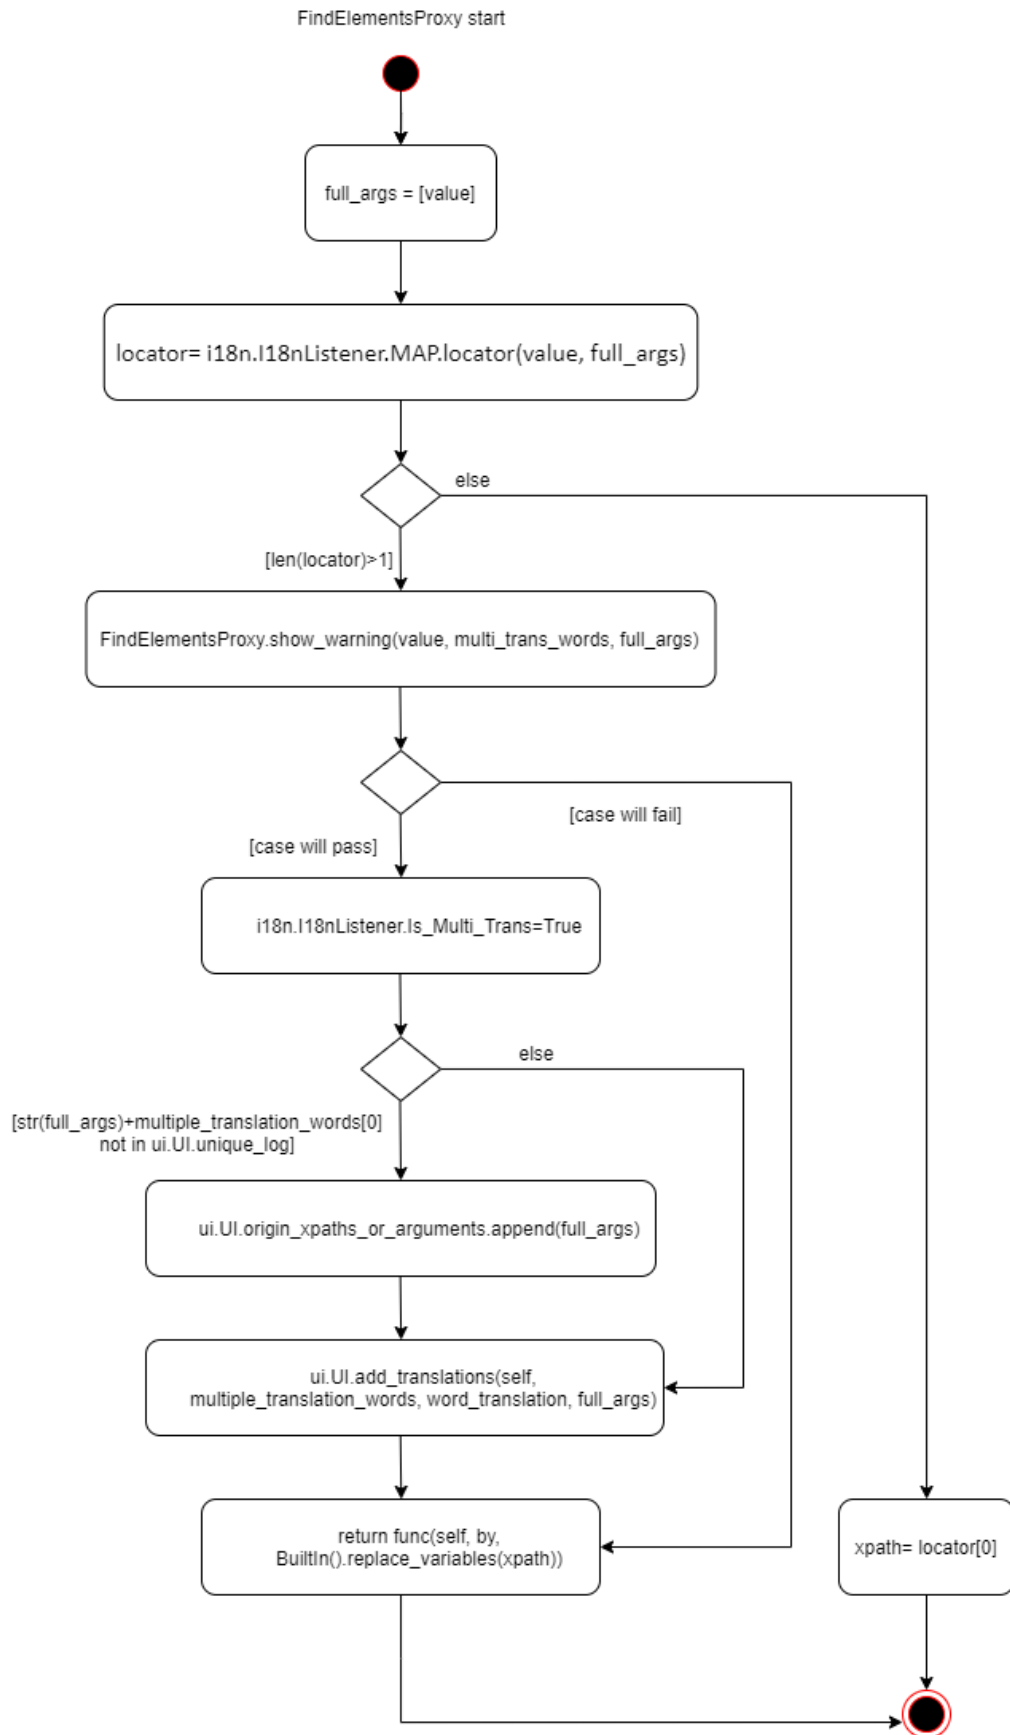 FindElementsProxy start
full_args = [value]
locator= i18n.I18nListener.MAP.locator(value, full_args)
else
[len(locator)>1]
FindElementsProxy.show_warning(value, multi_trans_words, full_args)
[case will fail]
[case will pass]
i18n.I18nListener.Is_Multi_Trans=True
else
[str(full_args)+multiple_translation_words[0]
not in ui.UI.unique_log]
ui.UI.origin_xpaths_or_arguments.append(full_args)
ui.UI.add_translations(self,
multiple_translation_words, word_translation, full_args)
return func(self, by,
BuiltIn().replace_variables(xpath))
xpath= locator[0]